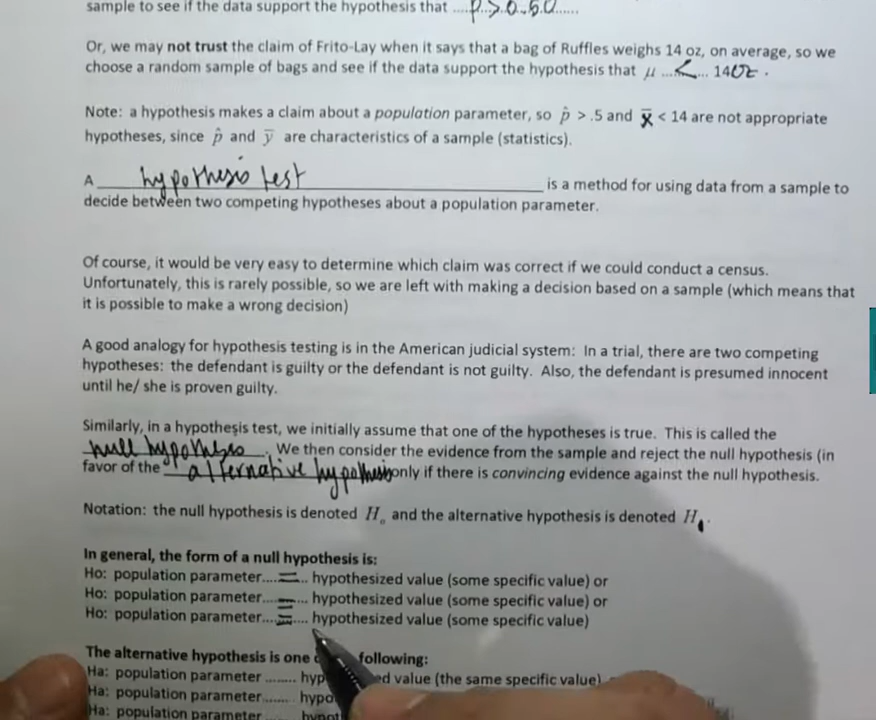 sample to see if the data support the hypothesis that ....p>0.50......
Or, we may not trust the claim of Frito-Lay when it says that a bag of Ruffles weighs 14 oz, on average, so we
choose a random sample of bags and see if the data support the hypothesis that μ ...<... 14oz .
Note: a hypothesis makes a claim about a population parameter, so p̂ > .5 and x̄ < 14 are not appropriate
hypotheses, since p̂ and ȳ are characteristics of a sample (statistics).
A hypothesis test is a method for using data from a sample to
decide between two competing hypotheses about a population parameter.
Of course, it would be very easy to determine which claim was correct if we could conduct a census.
Unfortunately, this is rarely possible, so we are left with making a decision based on a sample (which means that
it is possible to make a wrong decision)
A good analogy for hypothesis testing is in the American judicial system: In a trial, there are two competing
hypotheses: the defendant is guilty or the defendant is not guilty. Also, the defendant is presumed innocent
until he/ she is proven guilty.
Similarly, in a hypothesis test, we initially assume that one of the hypotheses is true. This is called the
null hypothesis. We then consider the evidence from the sample and reject the null hypothesis (in
favor of the alternative hypothesis only if there is convincing evidence against the null hypothesis.
Notation: the null hypothesis is denoted H₀ and the alternative hypothesis is denoted H₁.
In general, the form of a null hypothesis is:
Ho: population parameter....=... hypothesized value (some specific value) or
Ho: population parameter....=... hypothesized value (some specific value) or
Ho: population parameter....=.... hypothesized value (some specific value)
The alternative hypothesis is one following:
Ha: population parameter ........ hyp ed value (the same specific value)
Ha: population parameter........ hypo
Ha: population parameter ........ hypot